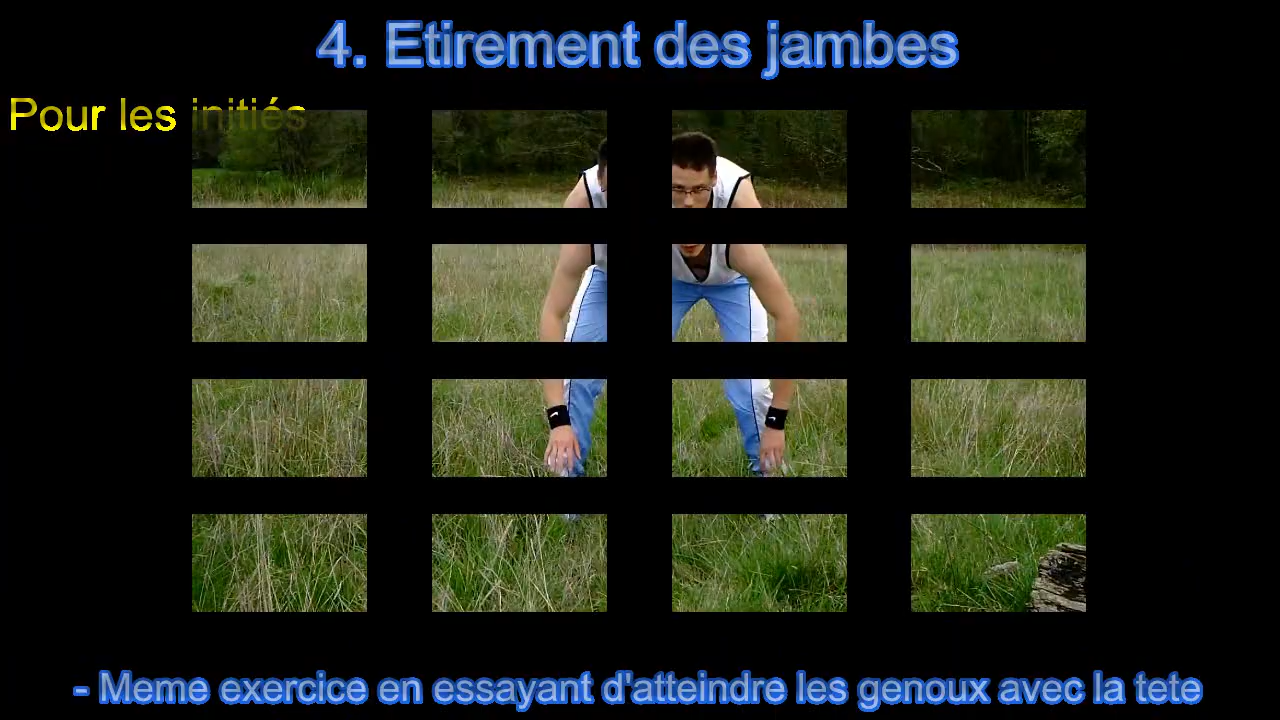 4. Etirement des jambes
Pour les initiés
- Meme exercice en essayant d'atteindre les genoux avec la tete